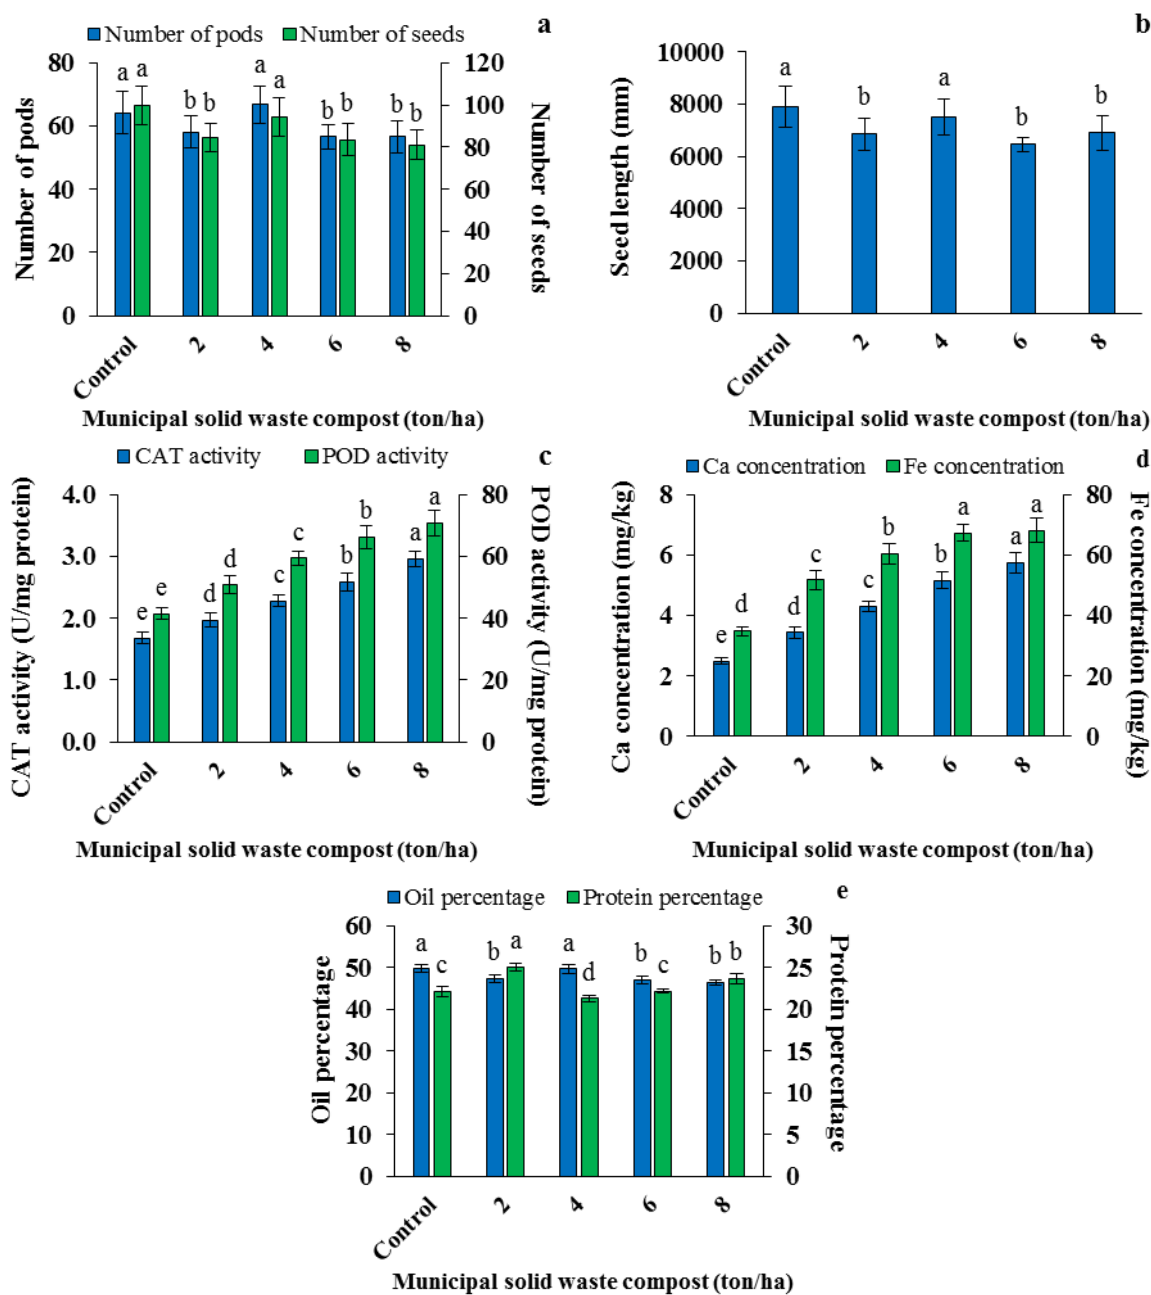 Number of pods Number of seeds a
80 60 40 20 0
Number of pods
a a b b a a b b b b
120 100 80 60 40 20 0
Number of seeds
Control 2 4 6 8
Municipal solid waste compost (ton/ha)
b
10000 8000 6000 4000 2000 0
Seed length (mm)
a b a b b
Control 2 4 6 8
Municipal solid waste compost (ton/ha)
CAT activity POD activity c
4.0 3.0 2.0 1.0 0.0
CAT activity (U/mg protein)
e e d d c c b b a a
80 60 40 20 0
POD activity (U/mg protein)
Control 2 4 6 8
Municipal solid waste compost (ton/ha)
Ca concentration Fe concentration d
8 6 4 2 0
Ca concentration (mg/kg)
e d d c c b b a a a
80 60 40 20 0
Fe concentration (mg/kg)
Control 2 4 6 8
Municipal solid waste compost (ton/ha)
Oil percentage Protein percentage e
60 50 40 30 20 10 0
Oil percentage
a c b a a d b c b b
30 25 20 15 10 5 0
Protein percentage
Control 2 4 6 8
Municipal solid waste compost (ton/ha)